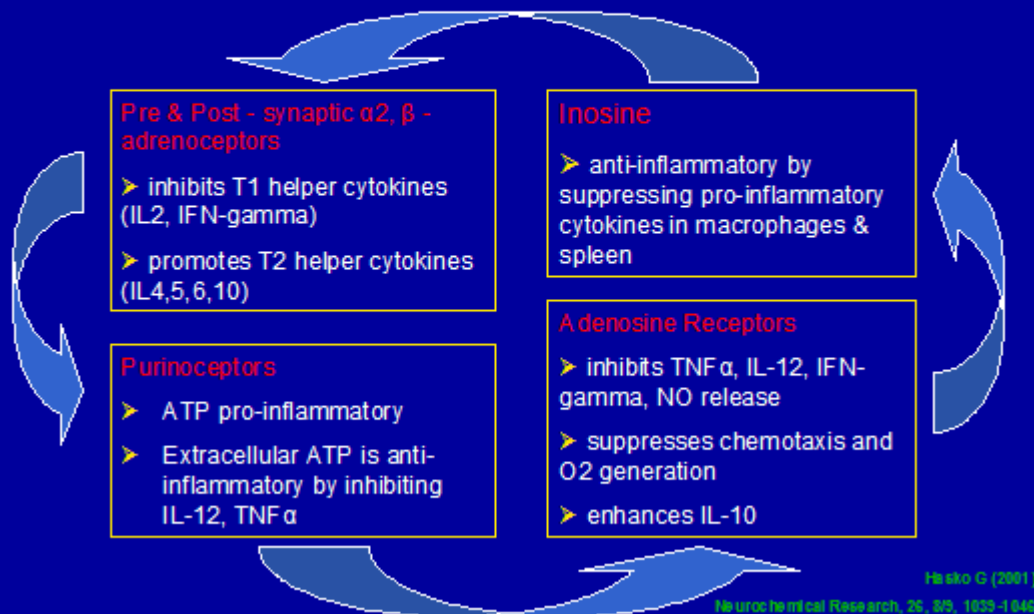 Pre & Post - synaptic α2, β -
adrenoceptors
➤ inhibits T1 helper cytokines
(IL2, IFN-gamma)
➤ promotes T2 helper cytokines
(IL4,5,6,10)
Purinoceptors
➤ ATP pro-inflammatory
➤ Extracellular ATP is anti-
inflammatory by inhibiting
IL-12, TNFα
Inosine
➤ anti-inflammatory by
suppressing pro-inflammatory
cytokines in macrophages &
spleen
Adenosine Receptors
➤ inhibits TNFα, IL-12, IFN-
gamma, NO release
➤ suppresses chemotaxis and
O2 generation
➤ enhances IL-10
Hasko G (2001)
Neurochemical Research, 26, 8/9, 1039-104